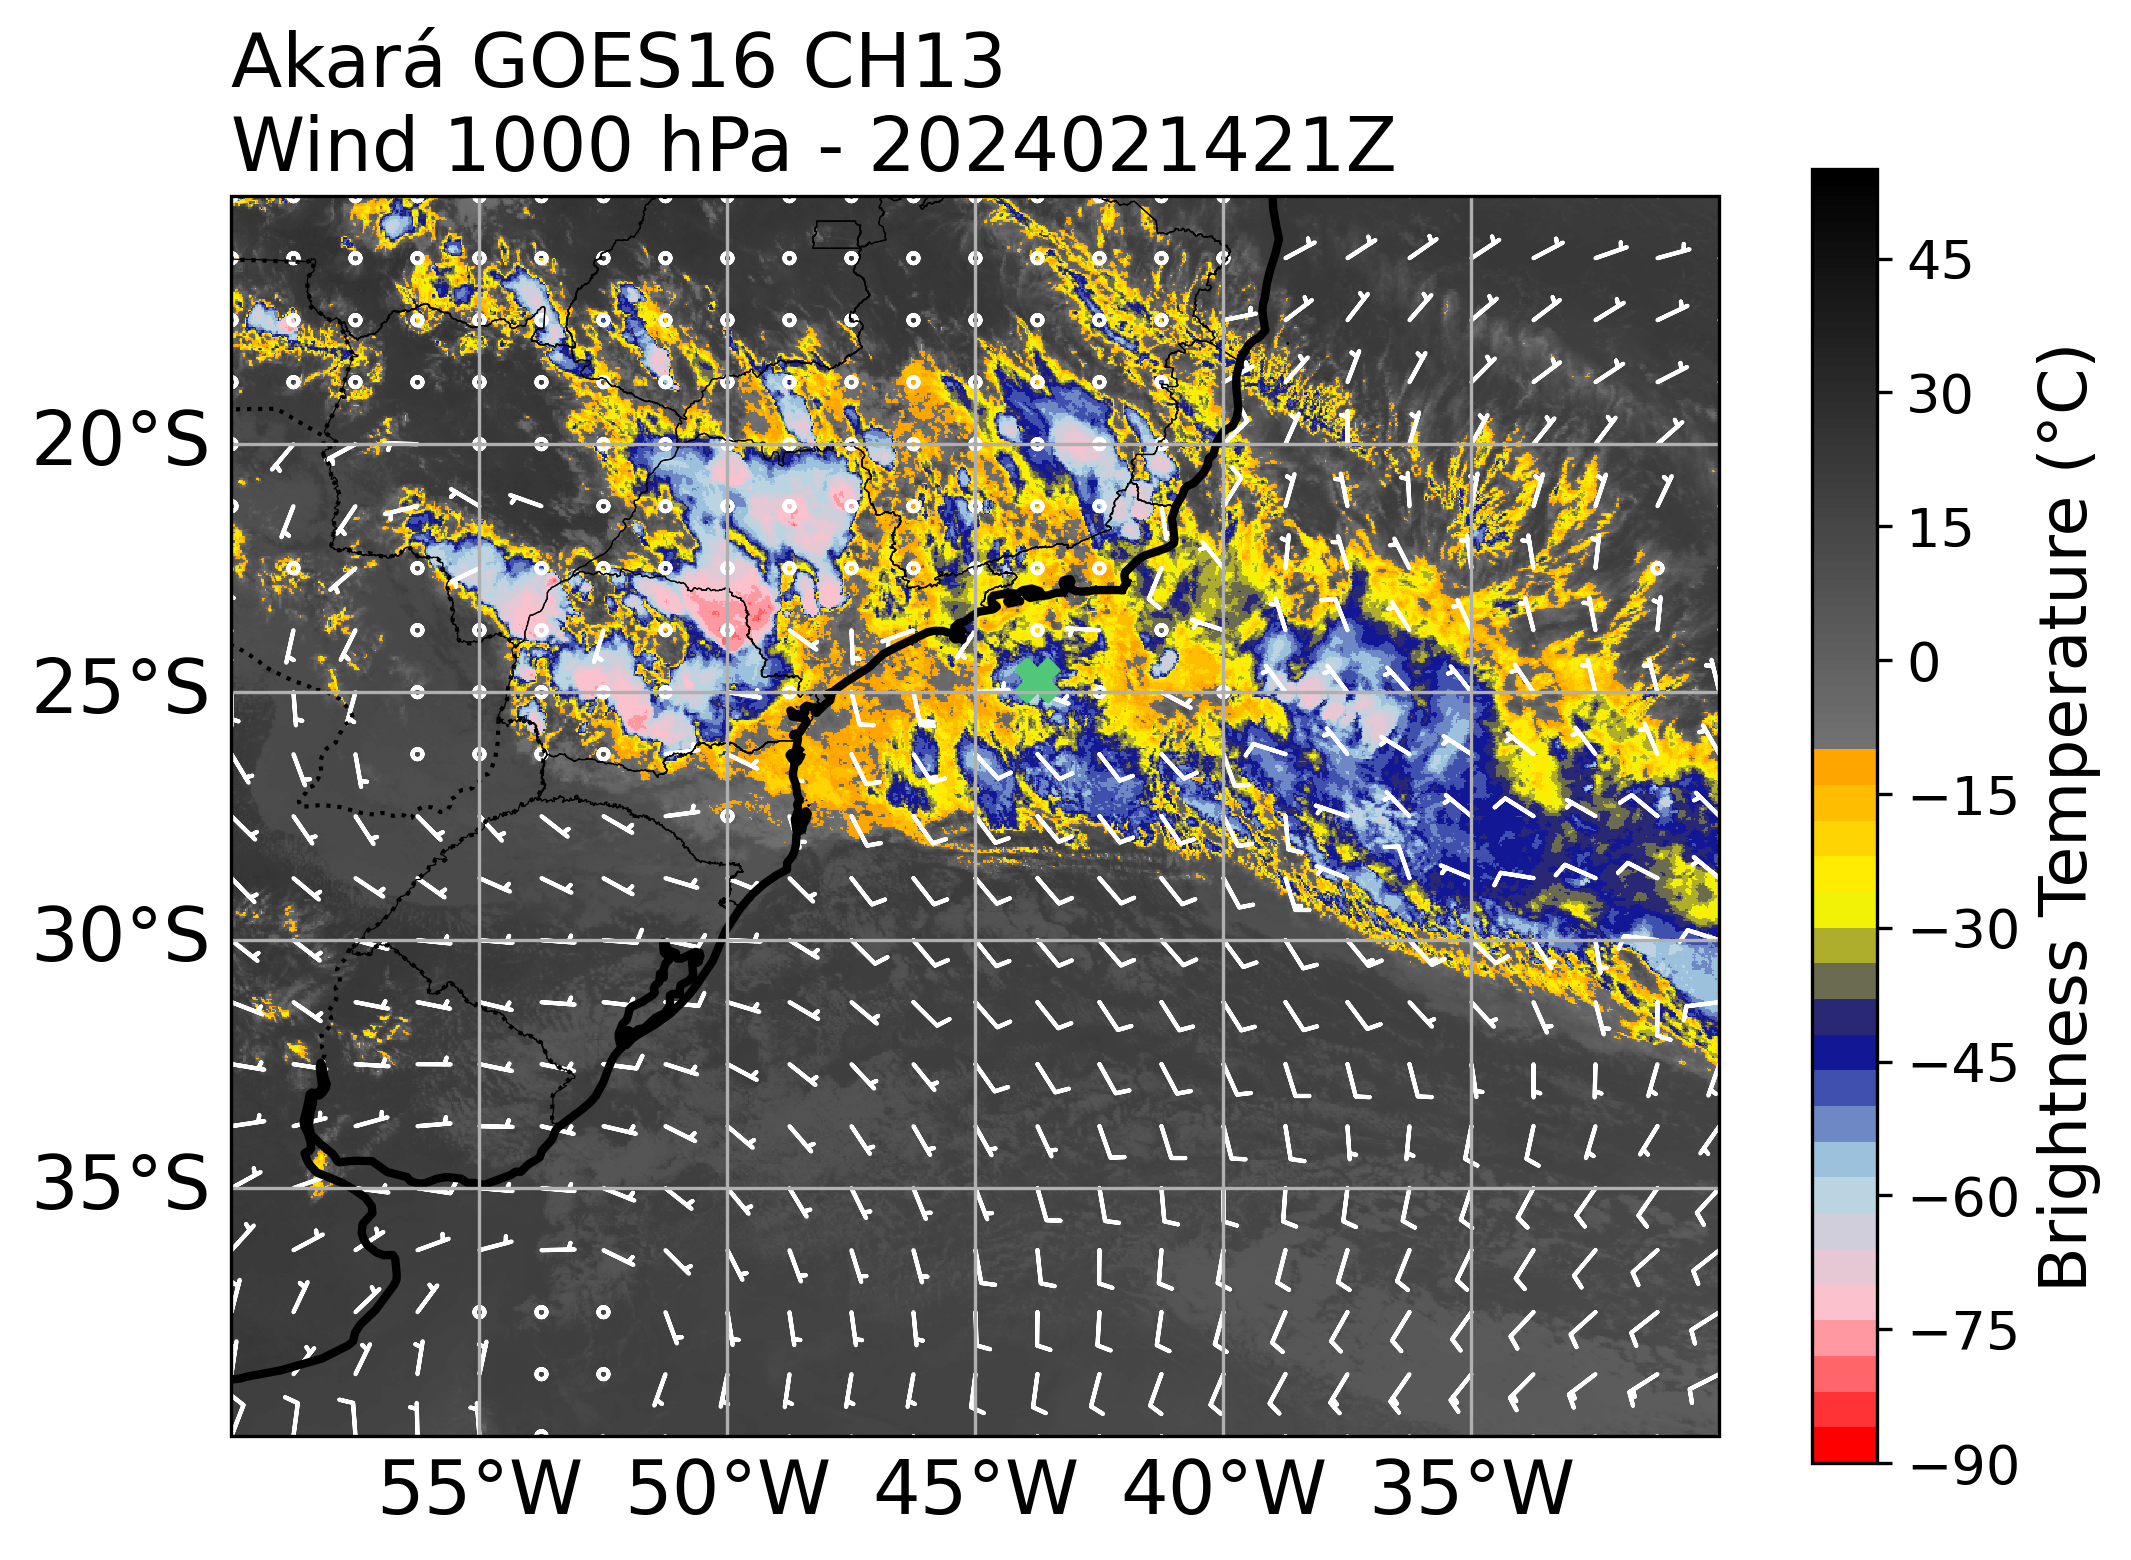 Akará GOES16 CH13
Wind 1000 hPa - 2024021421Z
20°S
25°S
30°S
35°S
55°W 50°W 45°W 40°W 35°W
45
30
15
0
−15
−30
−45
−60
−75
−90
Brightness Temperature (°C)